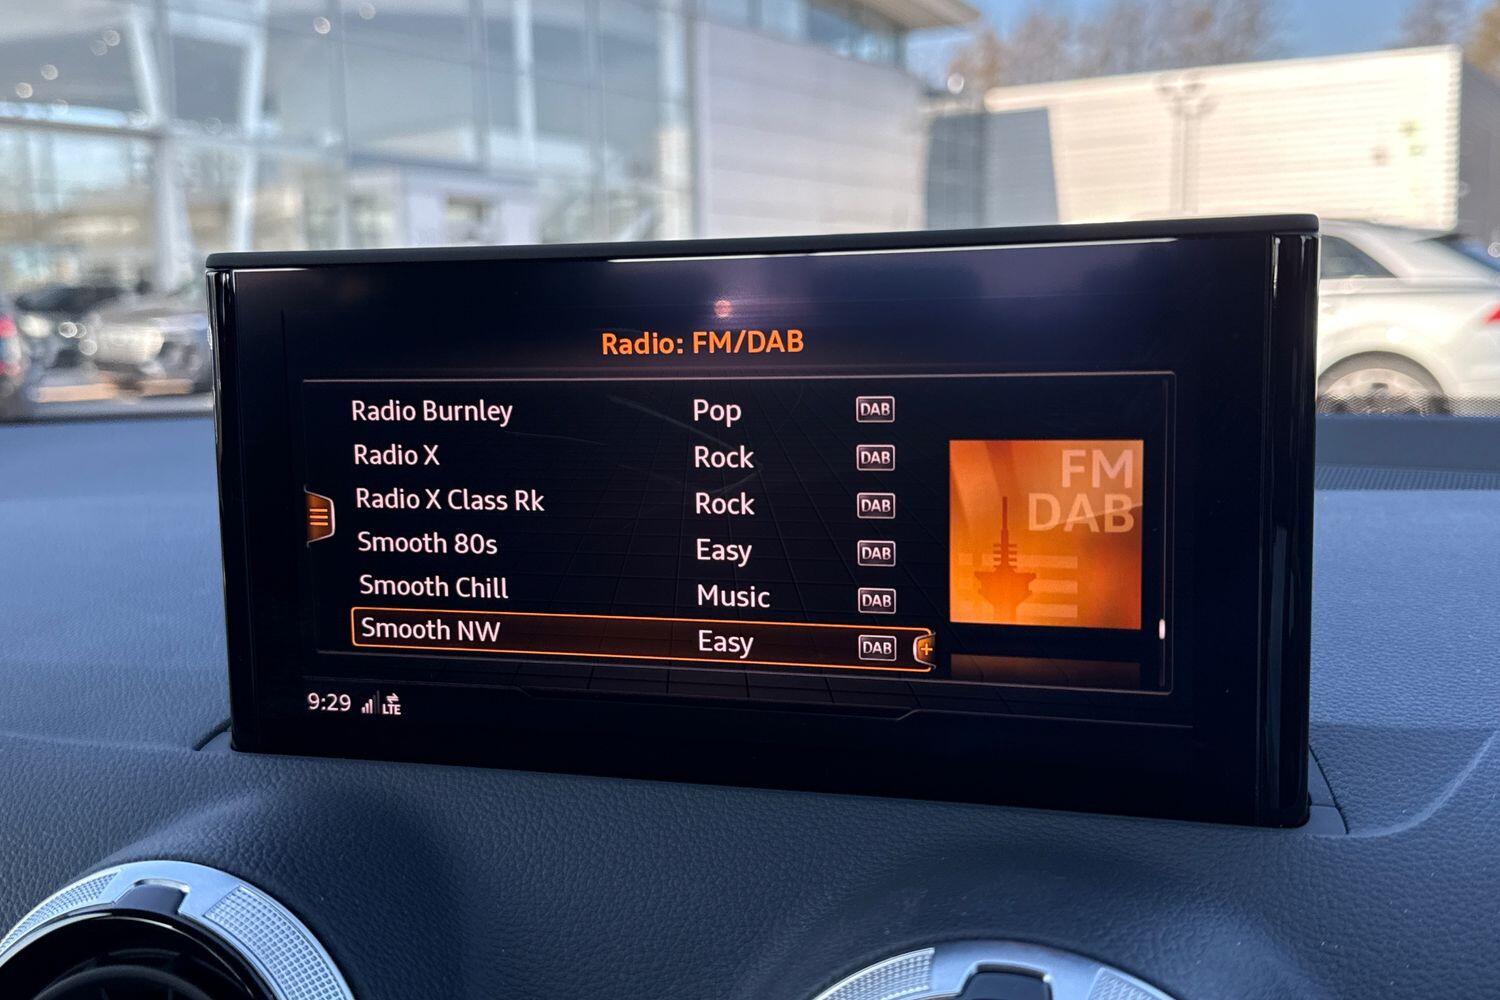 Radio: FM/DAB
Radio Burnley Pop DAB
Radio X Rock DAB
Radio X Class Rk Rock DAB
Smooth 80s Easy DAB
Smooth Chill Music DAB
Smooth NW Easy DAB
FM
DAB
9:29 LTE